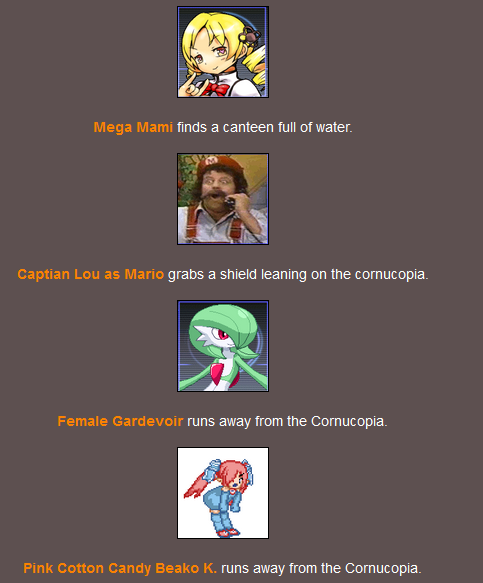 Mega Mami finds a canteen full of water.
Captian Lou as Mario grabs a shield leaning on the cornucopia.
Female Gardevoir runs away from the Cornucopia.
Pink Cotton Candy Beako K. runs away from the Cornucopia.